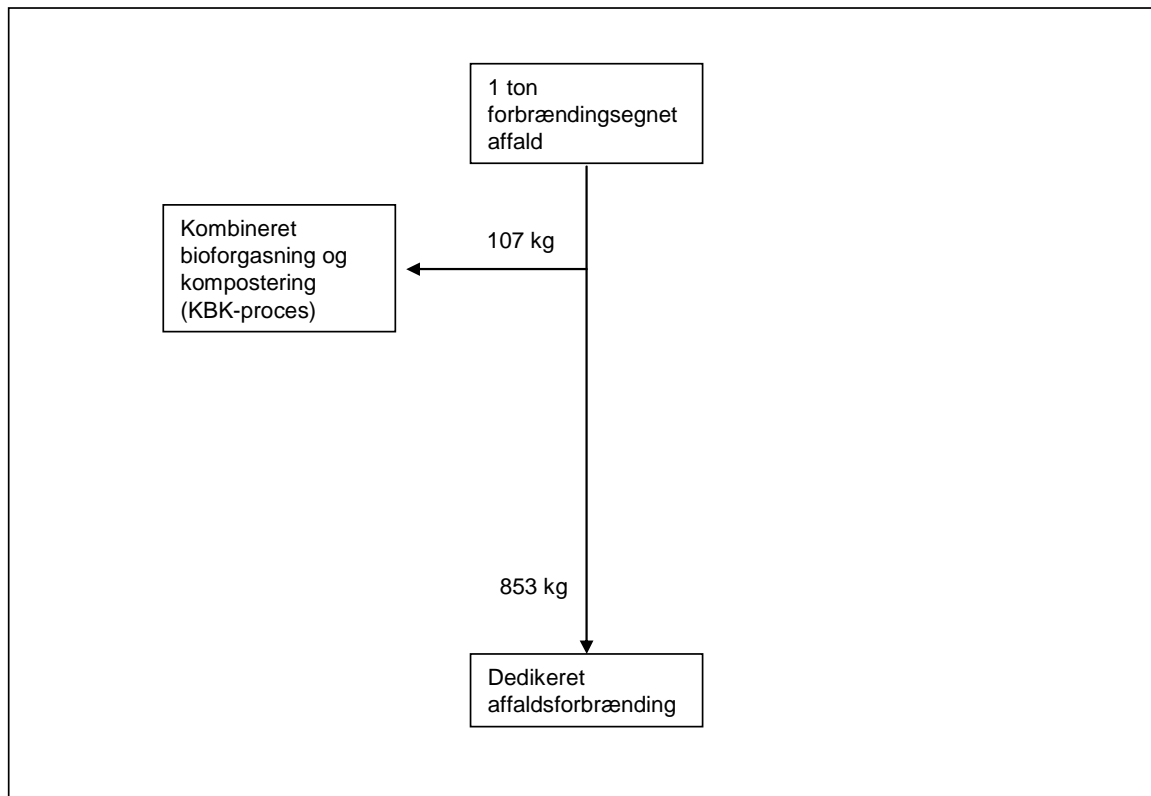 1 ton
forbrændingsegnet
affald
Kombineret
bioforgasning og
kompostering
(KBK-proces)
107 kg
853 kg
Dedikeret
affaldsforbrænding